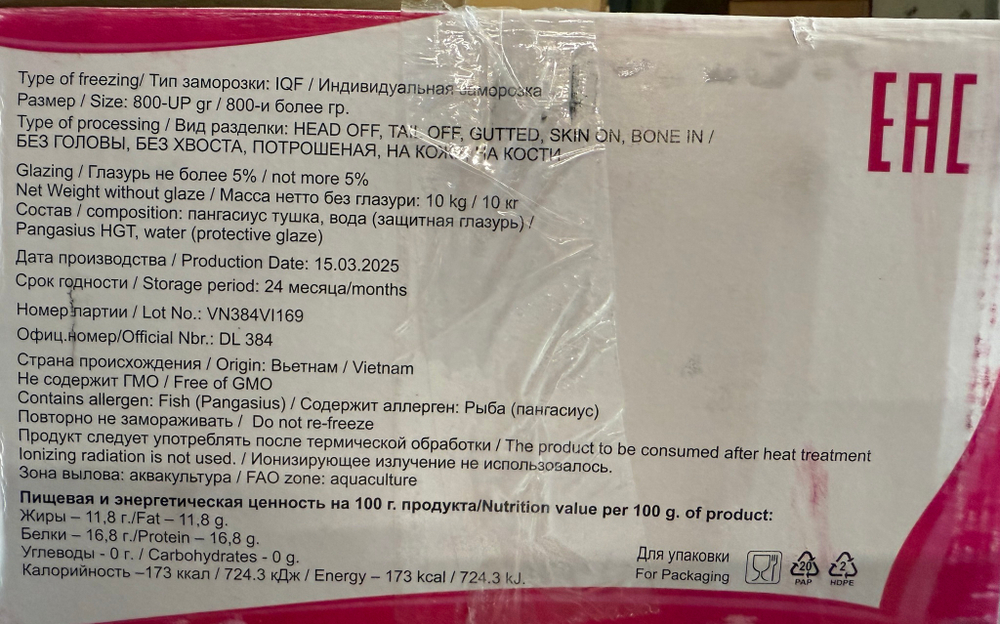 Type of freezing/ Тип заморозки: IQF / Индивидуальная заморозка
Размер / Size: 800-UP gr / 800-и более гр.
Type of processing / Вид разделки: HEAD OFF, TAIL OFF, GUTTED, SKIN ON, BONE IN /
БЕЗ ГОЛОВЫ, БЕЗ ХВОСТА, ПОТРОШЕНАЯ, НА КОЖЕ, НА КОСТИ
Glazing / Глазурь не более 5% / not more 5%
Net Weight without glaze / Масса нетто без глазури: 10 kg / 10 кг
Состав / composition: пангасиус тушка, вода (защитная глазурь) /
Pangasius HGT, water (protective glaze)
Дата производства / Production Date: 15.03.2025
Срок годности / Storage period: 24 месяца/months
Номер партии / Lot No.: VN384VI169
Офиц.номер/Official Nbr.: DL 384
Страна происхождения / Origin: Вьетнам / Vietnam
Не содержит ГМО / Free of GMO
Contains allergen: Fish (Pangasius) / Содержит аллерген: Рыба (пангасиус)
Повторно не замораживать / Do not re-freeze
Продукт следует употреблять после термической обработки / The product to be consumed after heat treatment
Ionizing radiation is not used. / Ионизирующее излучение не использовалось.
Зона вылова: аквакультура / FAO zone: aquaculture
Пищевая и энергетическая ценность на 100 г. продукта/Nutrition value per 100 g. of product:
Жиры – 11,8 г./Fat – 11,8 g.
Белки – 16,8 г./Protein – 16,8 g.
Углеводы - 0 г. / Carbohydrates - 0 g.
Калорийность –173 ккал / 724.3 кДж / Energy – 173 kcal / 724.3 kJ.
EAC
Для упаковки
For Packaging
20
PAP
2
HDPE